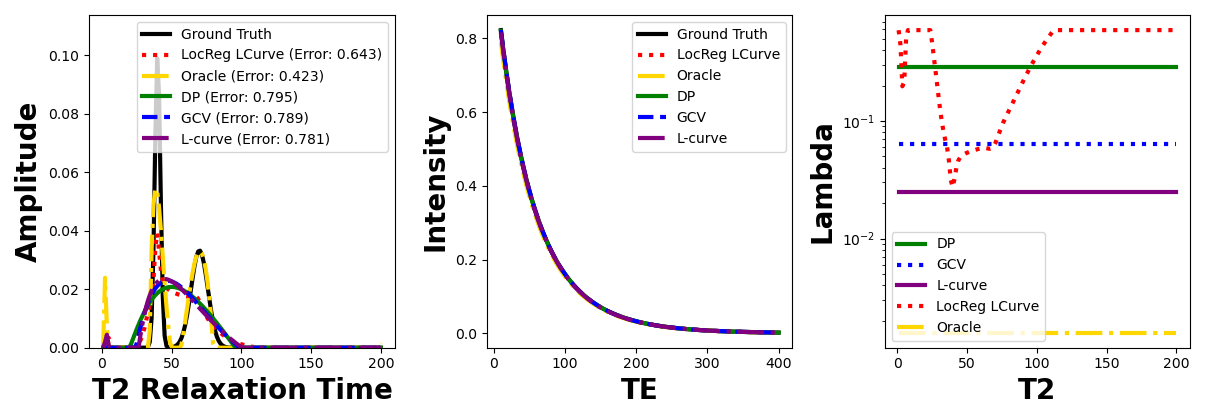 Amplitude
0.10
0.08
0.06
0.04
0.02
0.00
Ground Truth
LocReg LCurve (Error: 0.643)
Oracle (Error: 0.423)
DP (Error: 0.795)
GCV (Error: 0.789)
L-curve (Error: 0.781)
0 50 100 150 200
T2 Relaxation Time
Intensity
0.8
0.6
0.4
0.2
0.0
Ground Truth
LocReg LCurve
Oracle
DP
GCV
L-curve
0 100 200 300 400
TE
Lambda
10⁻¹
10⁻²
DP
GCV
L-curve
LocReg LCurve
Oracle
0 50 100 150 200
T2